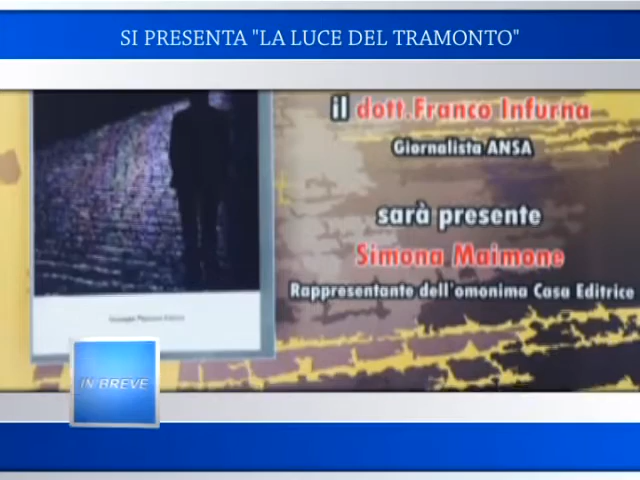 SI PRESENTA "LA LUCE DEL TRAMONTO"
il dott.Franco Infurna
Giornalista ANSA
sarà presente
Simona Maimone
Rappresentante dell'omonima Casa Editrice
IN BREVE